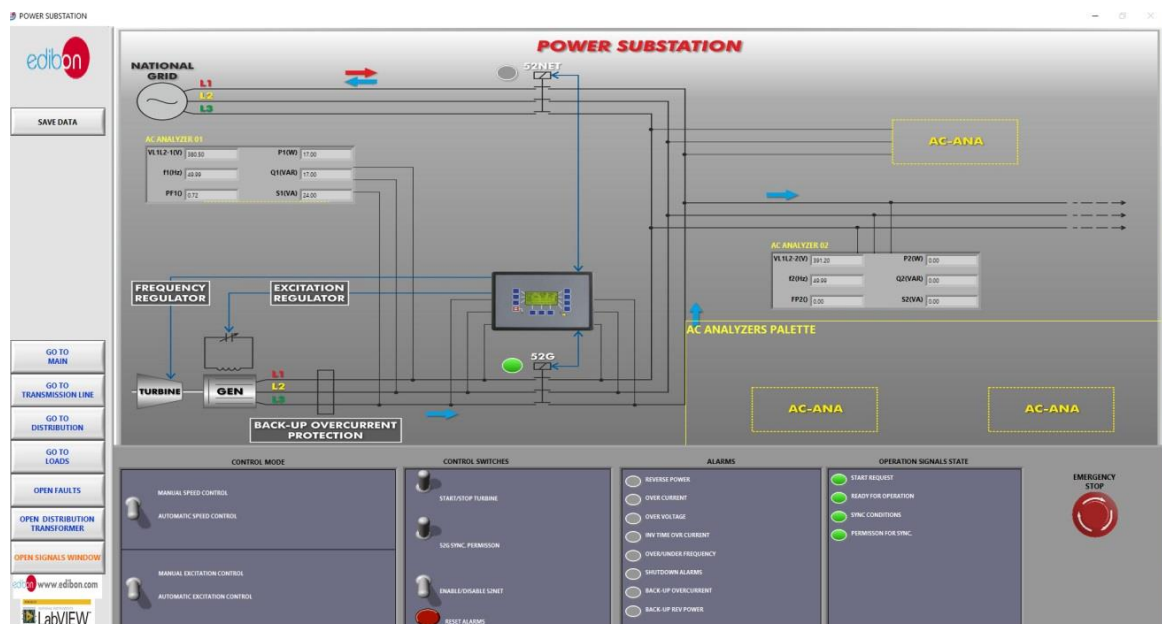 POWER SUBSTATION
edibon
SAVE DATA
GO TO
MAIN
GO TO
TRANSMISSION LINE
GO TO
DISTRIBUTION
GO TO
LOADS
OPEN FAULTS
OPEN DISTRIBUTION
TRANSFORMER
OPEN SIGNALS WINDOW
www.edibon.com
LabVIEW
POWER SUBSTATION
NATIONAL
GRID
L1
L2
L3
52NET
AC ANALYZER 01
VL1L2-1(V) 380.50 P1(W) 17.00
f1(Hz) 49.99 Q1(VAR) 17.00
PF1() 0.72 S1(VA) 24.00
AC-ANA
AC ANALYZER 02
VL1L2-2(V) 381.20 P2(W) 0.00
f2(Hz) 49.99 Q2(VAR) 0.00
FP2() 0.00 S2(VA) 0.00
FREQUENCY
REGULATOR
EXCITATION
REGULATOR
52G
TURBINE
GEN
L1
L2
L3
BACK-UP OVERCURRENT
PROTECTION
AC ANALYZERS PALETTE
AC-ANA
AC-ANA
CONTROL MODE
MANUAL SPEED CONTROL
AUTOMATIC SPEED CONTROL
MANUAL EXCITATION CONTROL
AUTOMATIC EXCITATION CONTROL
CONTROL SWITCHES
START/STOP TURBINE
52G SYNC. PERMISSON
ENABLE/DISABLE 52NET
RESET ALARMS
ALARMS
REVERSE POWER
OVER CURRENT
OVER VOLTAGE
INV TIME OVR CURRENT
OVER/UNDER FREQUENCY
SHUTDOWN ALARMS
BACK-UP OVERCURRENT
BACK-UP REV POWER
OPERATION SIGNALS STATE
START REQUEST
READY FOR OPERATION
SYNC CONDITIONS
PERMISSON FOR SYNC.
EMERGENCY
STOP